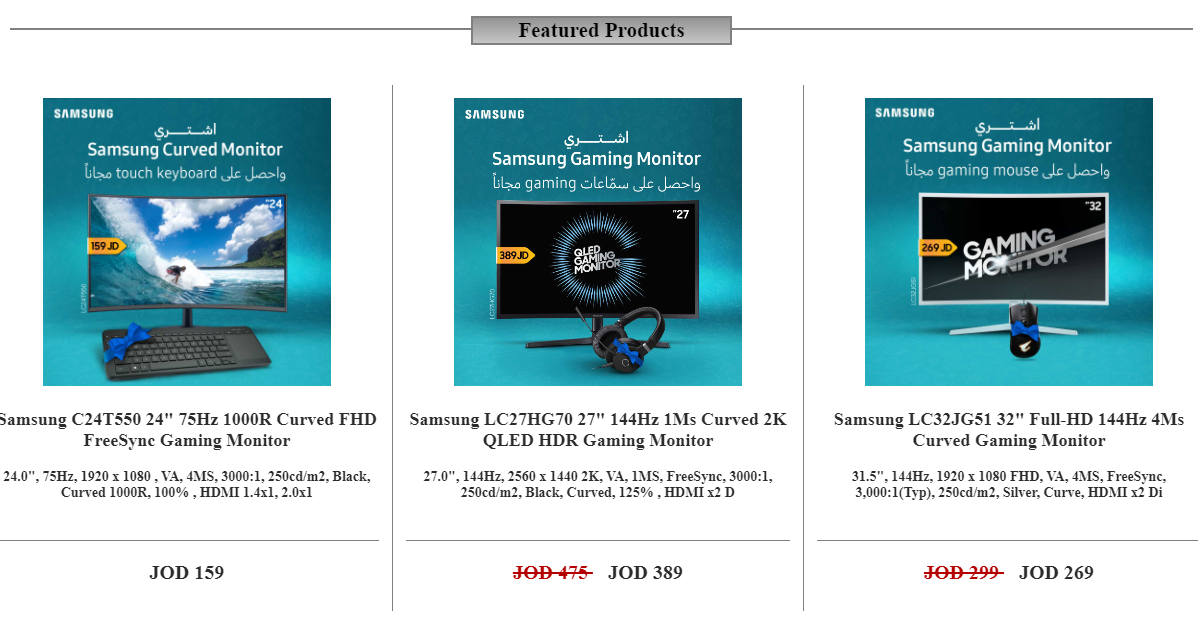 Featured Products
SAMSUNG
اشتري
Samsung Curved Monitor
واحصل على touch keyboard مجاناً
24"
159 JD
LC24T550
Samsung C24T550 24" 75Hz 1000R Curved FHD
FreeSync Gaming Monitor
24.0", 75Hz, 1920 x 1080 , VA, 4MS, 3000:1, 250cd/m2, Black,
Curved 1000R, 100% , HDMI 1.4x1, 2.0x1
JOD 159
SAMSUNG
اشتري
Samsung Gaming Monitor
واحصل على سمّاعات gaming مجاناً
27"
389 JD
QLED
GAMING
MONITOR
LC27HG70
Samsung LC27HG70 27" 144Hz 1Ms Curved 2K
QLED HDR Gaming Monitor
27.0", 144Hz, 2560 x 1440 2K, VA, 1MS, FreeSync, 3000:1,
250cd/m2, Black, Curved, 125% , HDMI x2 D
JOD 475 JOD 389
SAMSUNG
اشتري
Samsung Gaming Monitor
واحصل على gaming mouse مجاناً
32"
269 JD
GAMING
MONITOR
LC32JG51
Samsung LC32JG51 32" Full-HD 144Hz 4Ms
Curved Gaming Monitor
31.5", 144Hz, 1920 x 1080 FHD, VA, 4MS, FreeSync,
3,000:1(Typ), 250cd/m2, Silver, Curve, HDMI x2 Di
JOD 299 JOD 269